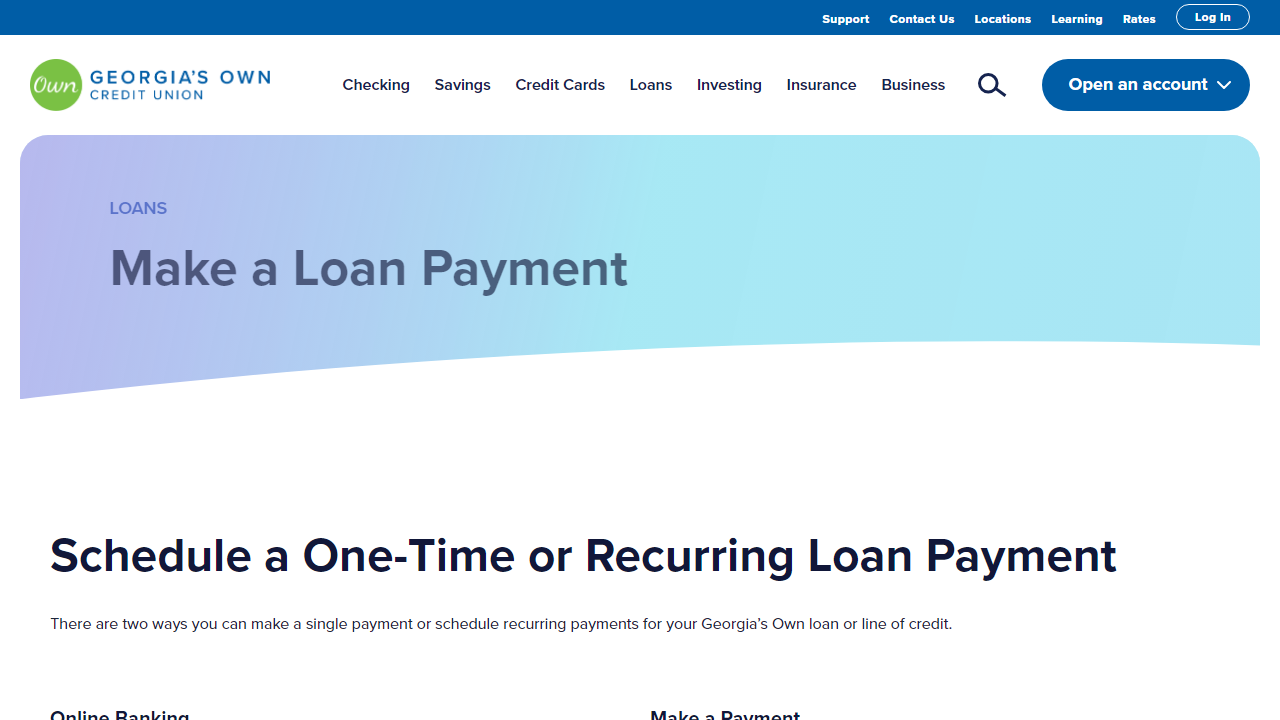 Support Contact Us Locations Learning Rates Log In
Own GEORGIA'S OWN
CREDIT UNION
Checking Savings Credit Cards Loans Investing Insurance Business Open an account
LOANS
Make a Loan Payment
Schedule a One-Time or Recurring Loan Payment
There are two ways you can make a single payment or schedule recurring payments for your Georgia’s Own loan or line of credit.
Online Banking Make a Payment